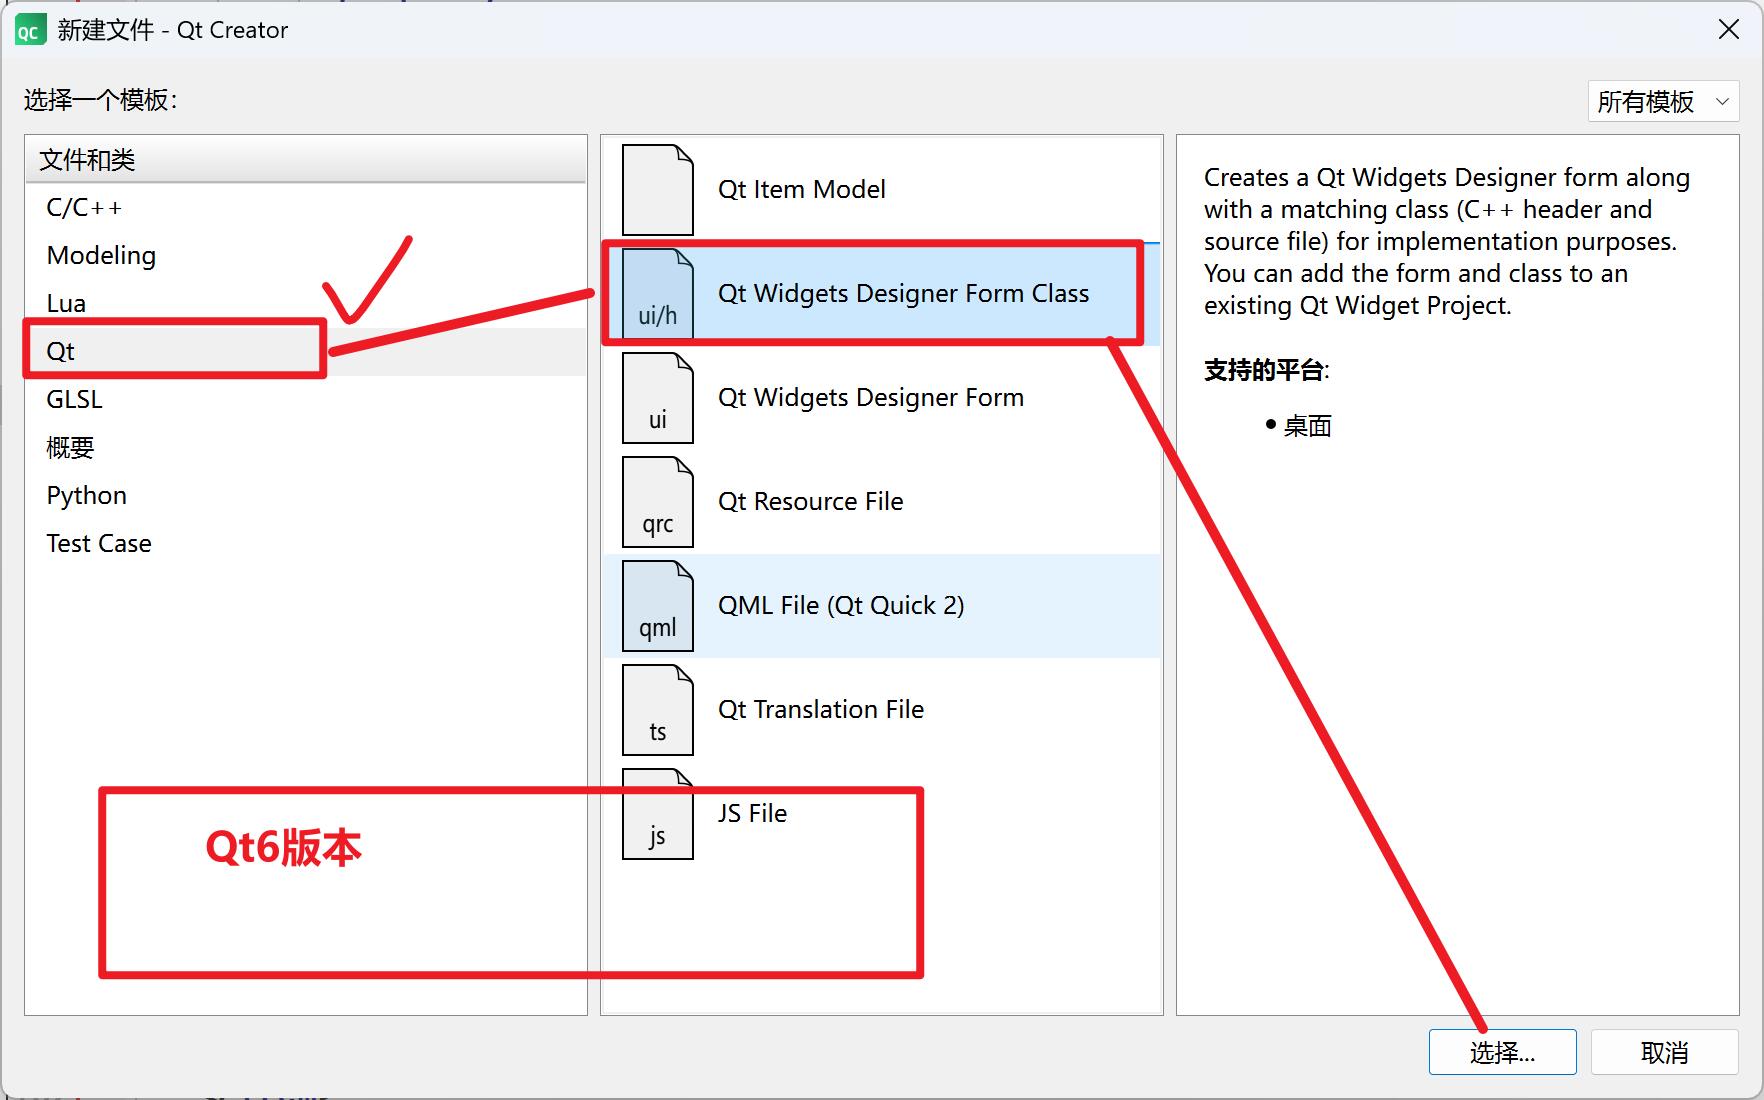 QC 新建文件 - Qt Creator
选择一个模板:
所有模板
文件和类
C/C++
Modeling
Lua
Qt
GLSL
概要
Python
Test Case
Qt6版本
Qt Item Model
ui/h Qt Widgets Designer Form Class
ui Qt Widgets Designer Form
qrc Qt Resource File
qml QML File (Qt Quick 2)
ts Qt Translation File
js JS File
Creates a Qt Widgets Designer form along
with a matching class (C++ header and
source file) for implementation purposes.
You can add the form and class to an
existing Qt Widget Project.
支持的平台:
• 桌面
选择...
取消